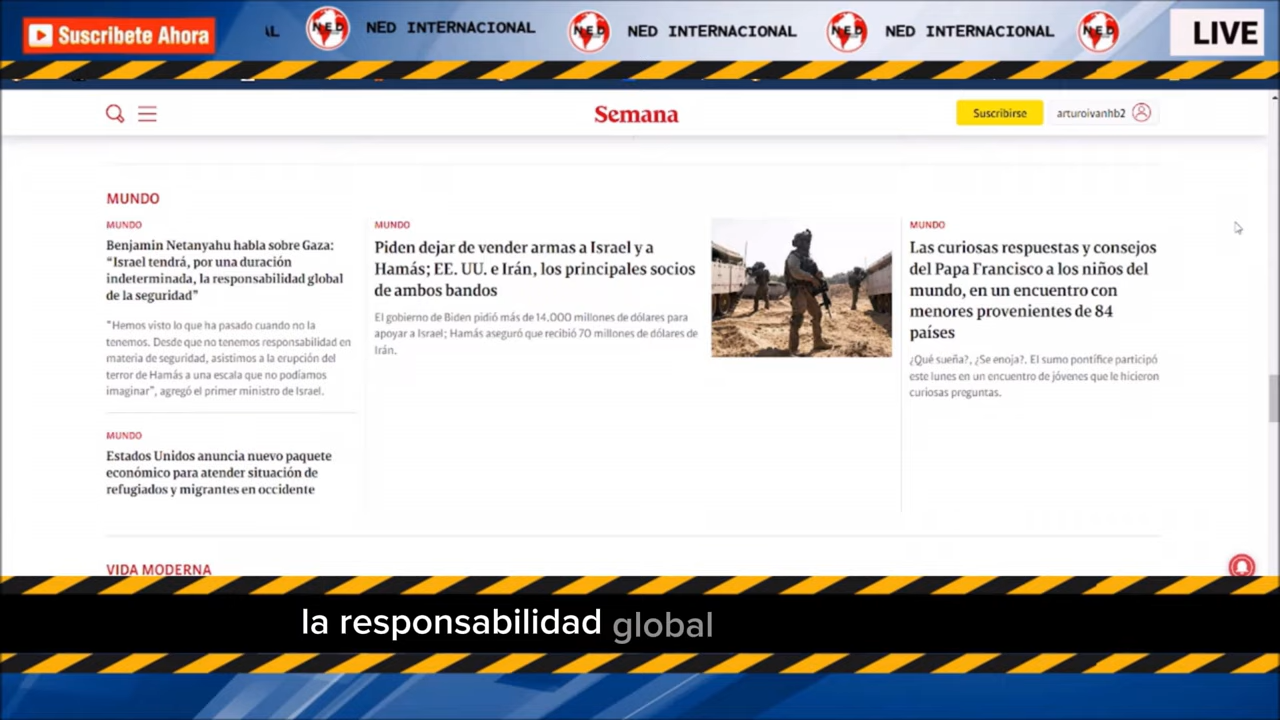 Suscribete Ahora
NED
NED INTERNACIONAL
NED
NED INTERNACIONAL
NED
NED INTERNACIONAL
NED
LIVE
Semana
Suscribirse
arturoivanhb2
MUNDO
MUNDO
Benjamin Netanyahu habla sobre Gaza:
“Israel tendrá, por una duración
indeterminada, la responsabilidad global
de la seguridad”
“Hemos visto lo que ha pasado cuando no la
tenemos. Desde que no tenemos responsabilidad en
materia de seguridad, asistimos a la erupción del
terror de Hamás a una escala que no podíamos
imaginar”, agregó el primer ministro de Israel.
MUNDO
Estados Unidos anuncia nuevo paquete
económico para atender situación de
refugiados y migrantes en occidente
MUNDO
Piden dejar de vender armas a Israel y a
Hamás; EE. UU. e Irán, los principales socios
de ambos bandos
El gobierno de Biden pidió más de 14.000 millones de dólares para
apoyar a Israel; Hamás aseguró que recibió 70 millones de dólares de
Irán.
MUNDO
Las curiosas respuestas y consejos
del Papa Francisco a los niños del
mundo, en un encuentro con
menores provenientes de 84
países
¿Qué sueña?, ¿Se enoja?. El sumo pontífice participó
este lunes en un encuentro de jóvenes que le hicieron
curiosas preguntas.
VIDA MODERNA
la responsabilidad global